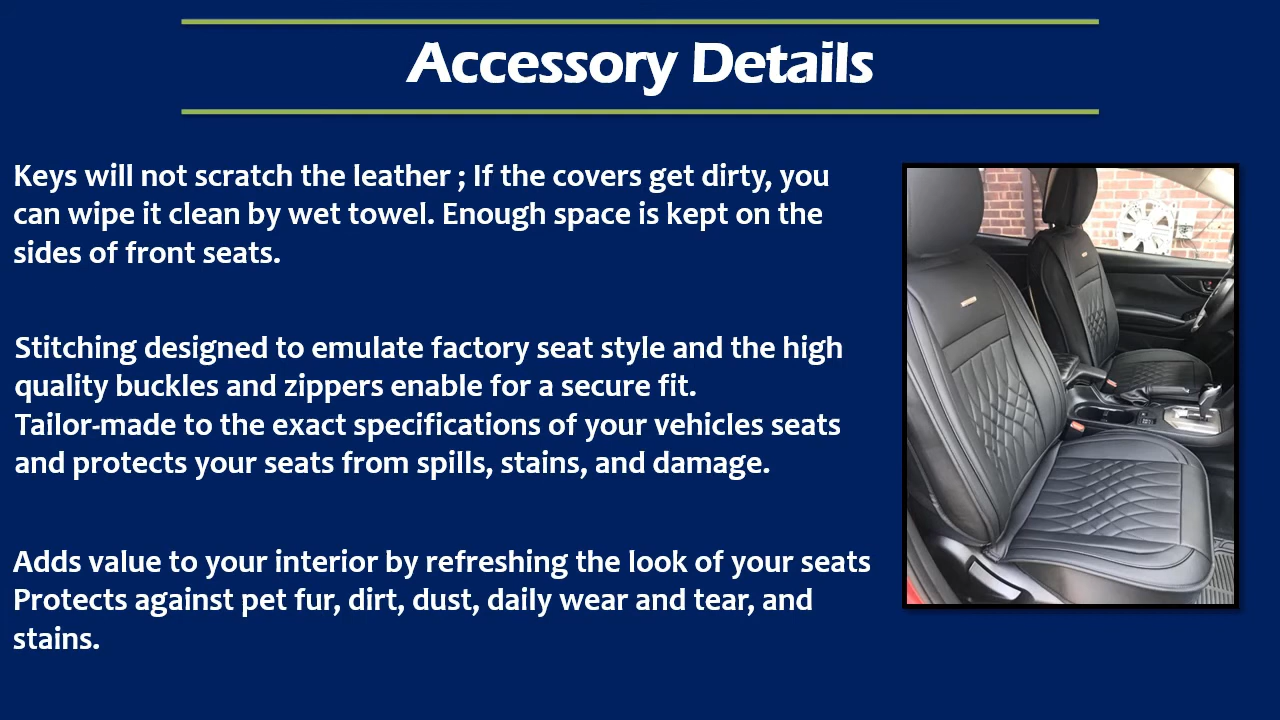 Accessory Details
Keys will not scratch the leather ; If the covers get dirty, you
can wipe it clean by wet towel. Enough space is kept on the
sides of front seats.
Stitching designed to emulate factory seat style and the high
quality buckles and zippers enable for a secure fit.
Tailor-made to the exact specifications of your vehicles seats
and protects your seats from spills, stains, and damage.
Adds value to your interior by refreshing the look of your seats
Protects against pet fur, dirt, dust, daily wear and tear, and
stains.